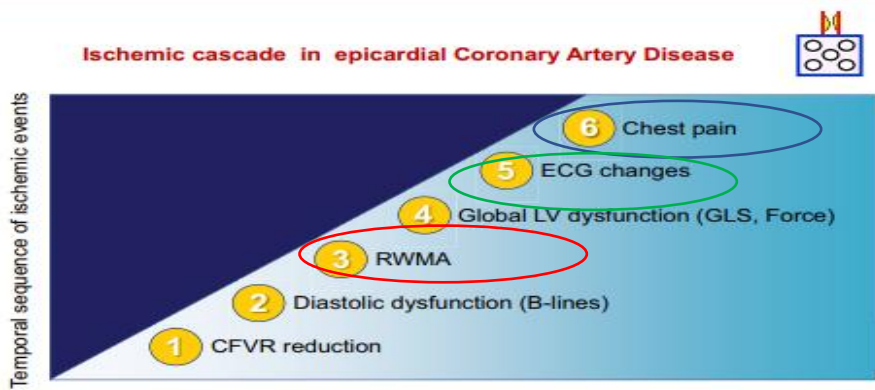 Ischemic cascade in epicardial Coronary Artery Disease
Temporal sequence of ischemic events
6 Chest pain
5 ECG changes
4 Global LV dysfunction (GLS, Force)
3 RWMA
2 Diastolic dysfunction (B-lines)
1 CFVR reduction